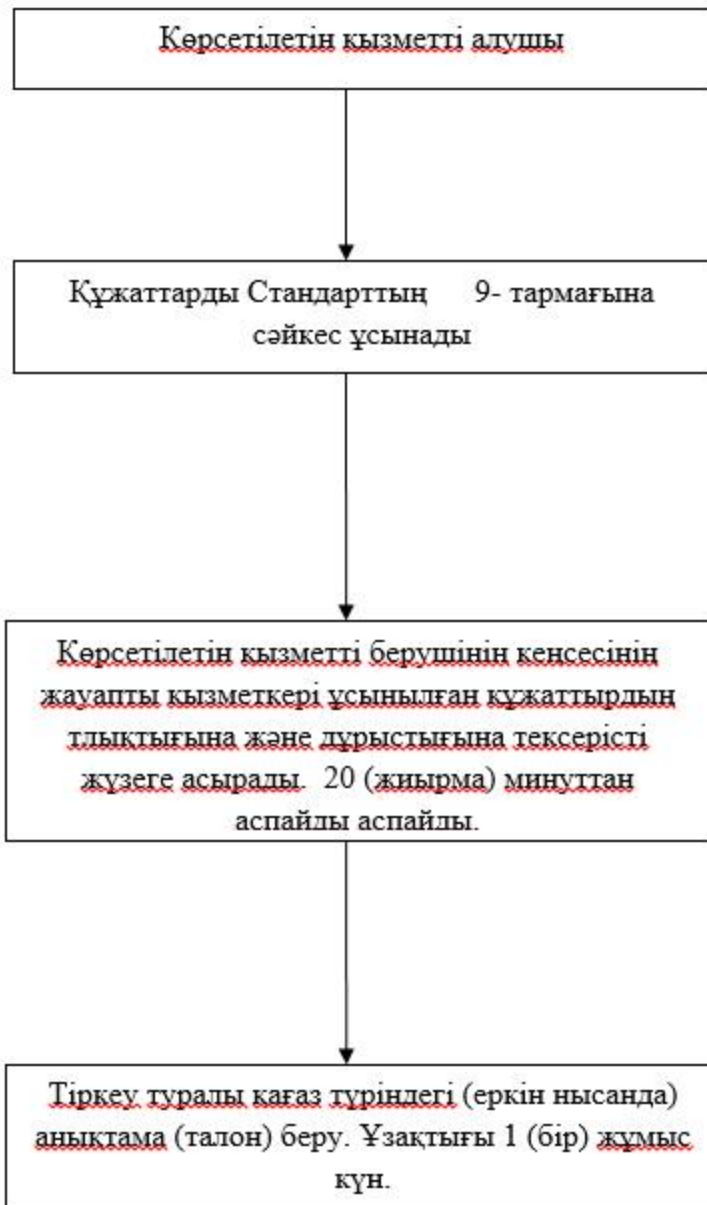 Көрсетілетін қызметті алушы
Құжаттарды Стандарттың 9- тармағына
сәйкес ұсынады
Көрсетілетін қызметті берушінің кеңсесінің
жауапты қызметкері ұсынылған құжаттырдың
тлықтығына және дұрыстығына тексерісті
жүзеге асырады. 20 (жиырма) минуттан
аспайды аспайды.
Тіркеу туралы қағаз түріндегі (еркін нысанда)
анықтама (талон) беру. Ұзақтығы 1 (бір) жұмыс
күн.